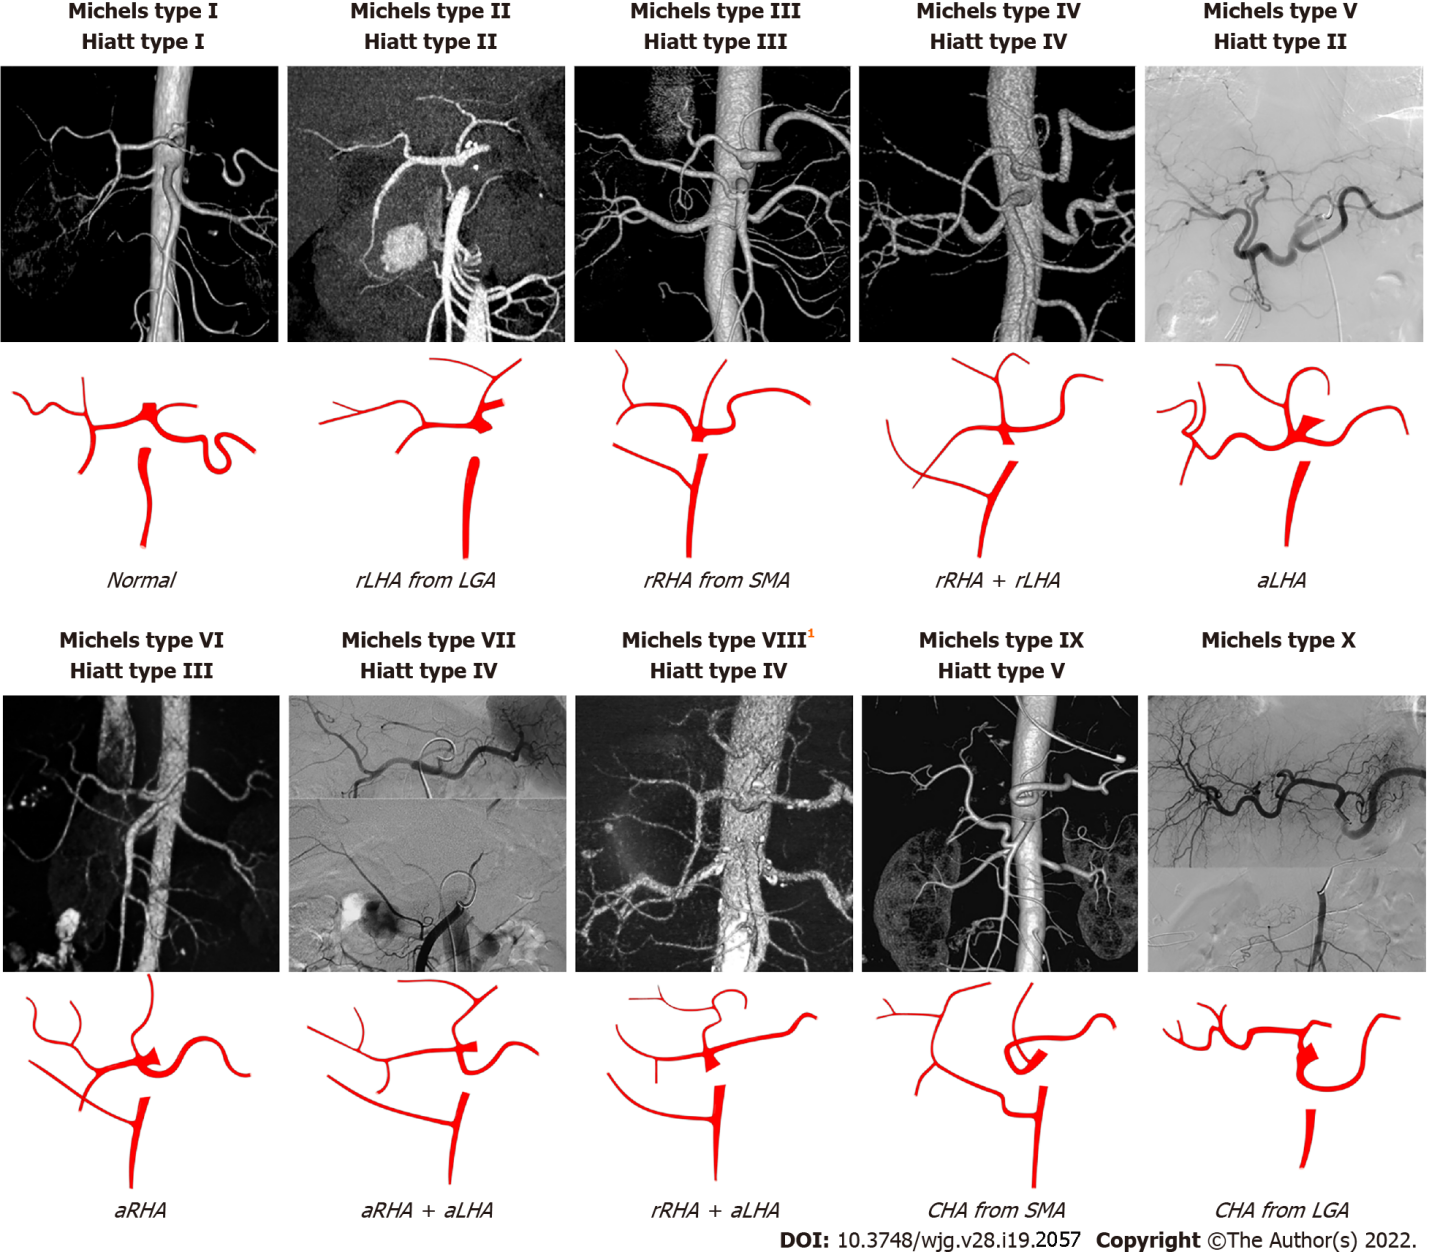 Michels type I Michels type II Michels type III Michels type IV Michels type V
Hiatt type I Hiatt type II Hiatt type III Hiatt type IV Hiatt type II
Normal rLHA from LGA rRHA from SMA rRHA + rLHA aLHA
Michels type VI Michels type VII Michels type VIII¹ Michels type IX Michels type X
Hiatt type III Hiatt type IV Hiatt type IV Hiatt type V
aRHA aRHA + aLHA rRHA + aLHA CHA from SMA CHA from LGA
DOI: 10.3748/wjg.v28.i19.2057 Copyright ©The Author(s) 2022.